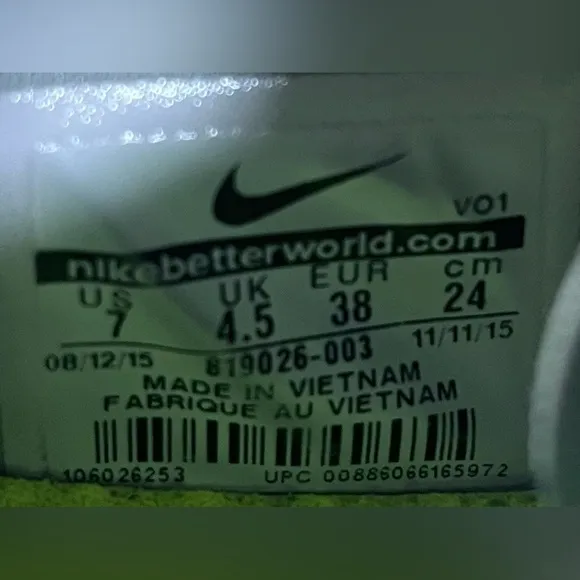 VO1
nikebetterworld.com
US UK EUR cm
7 4.5 38 24
08/12/15 819026-003 11/11/15
MADE IN VIETNAM
FABRIQUE AU VIETNAM
106026253 UPC 00886066165972